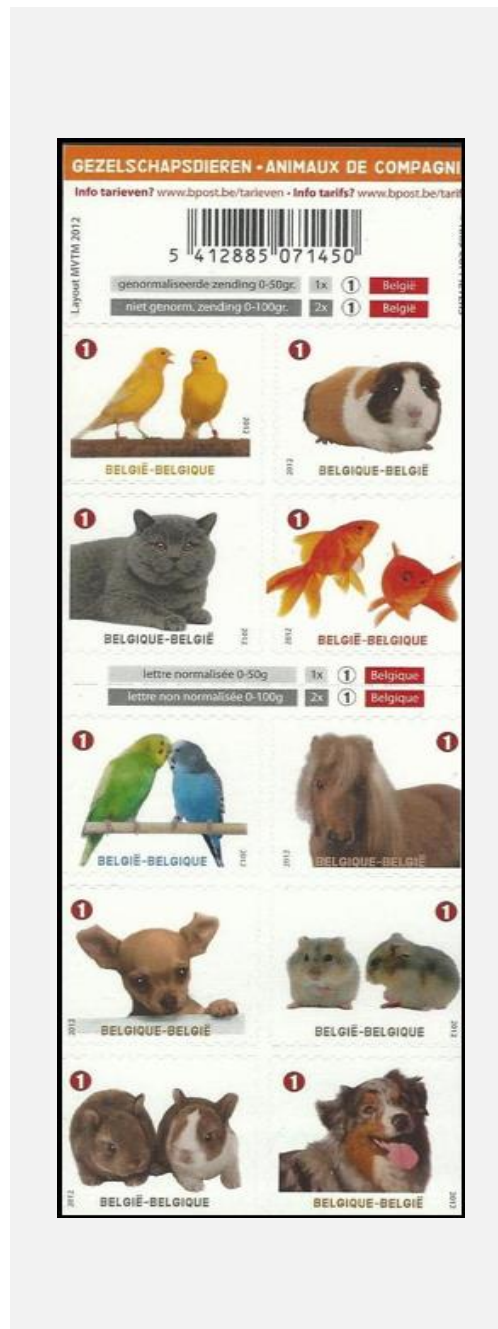 GEZELSCHAPSDIEREN - ANIMAUX DE COMPAGNI
Info tarieven? www.bpost.be/tarieven - Info tarifs? www.bpost.be/tarif
Layout MVTM 2012
5 412885 071450
genormaliseerde zending 0-50gr. 1x 1 België
niet genorm. zending 0-100gr. 2x 1 België
1 1
2012 2012
BELGIË-BELGIQUE BELGIQUE-BELGIË
1 1
BELGIQUE-BELGIË 2012 2012 BELGIË-BELGIQUE
lettre normalisée 0-50g 1x 1 Belgique
lettre non normalisée 0-100g 2x 1 Belgique
1 1
BELGIË-BELGIQUE 2012 2012 BELGIË-BELGIQUE
1 1
2012 BELGIQUE-BELGIË BELGIË-BELGIQUE 2012
1 1
2012 BELGIË-BELGIQUE BELGIQUE-BELGIË 2012